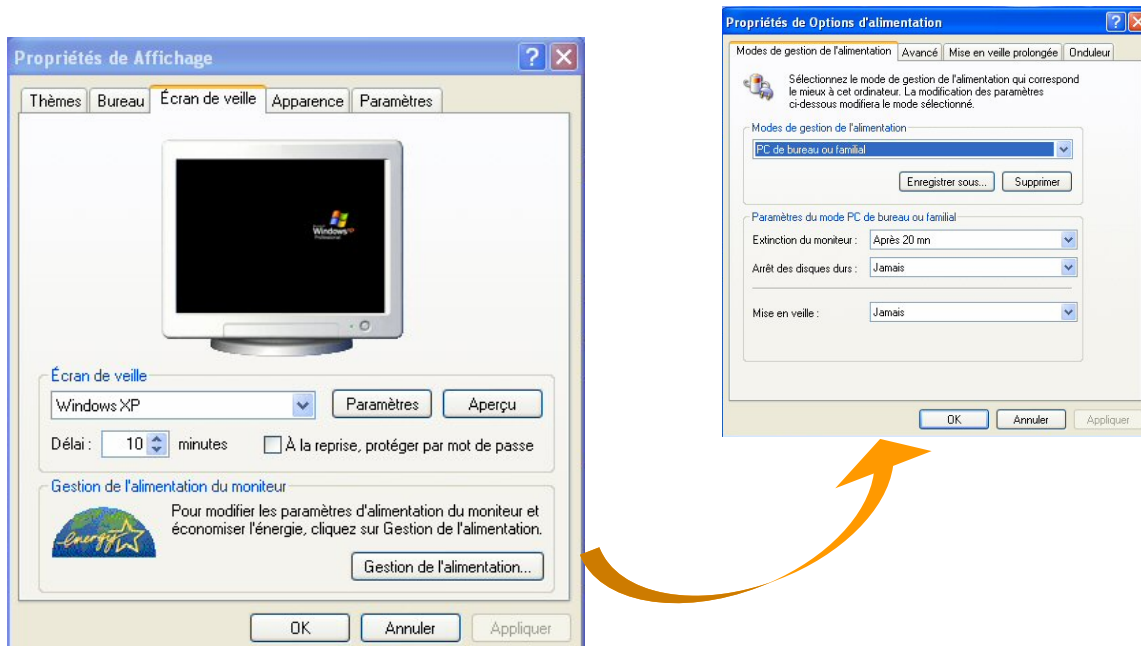 Propriétés de Affichage
Thèmes Bureau Écran de veille Apparence Paramètres
Windows xp
Professional
Écran de veille
Windows XP Paramètres Aperçu
Délai : 10 minutes À la reprise, protéger par mot de passe
Gestion de l'alimentation du moniteur
energy
Pour modifier les paramètres d'alimentation du moniteur et
économiser l'énergie, cliquez sur Gestion de l'alimentation.
Gestion de l'alimentation...
OK Annuler Appliquer
Propriétés de Options d'alimentation
Modes de gestion de l'alimentation Avancé Mise en veille prolongée Onduleur
Sélectionnez le mode de gestion de l'alimentation qui correspond
le mieux à cet ordinateur. La modification des paramètres
ci-dessous modifiera le mode sélectionné.
Modes de gestion de l'alimentation
PC de bureau ou familial
Enregistrer sous... Supprimer
Paramètres du mode PC de bureau ou familial
Extinction du moniteur : Après 20 mn
Arrêt des disques durs : Jamais
Mise en veille : Jamais
OK Annuler Appliquer